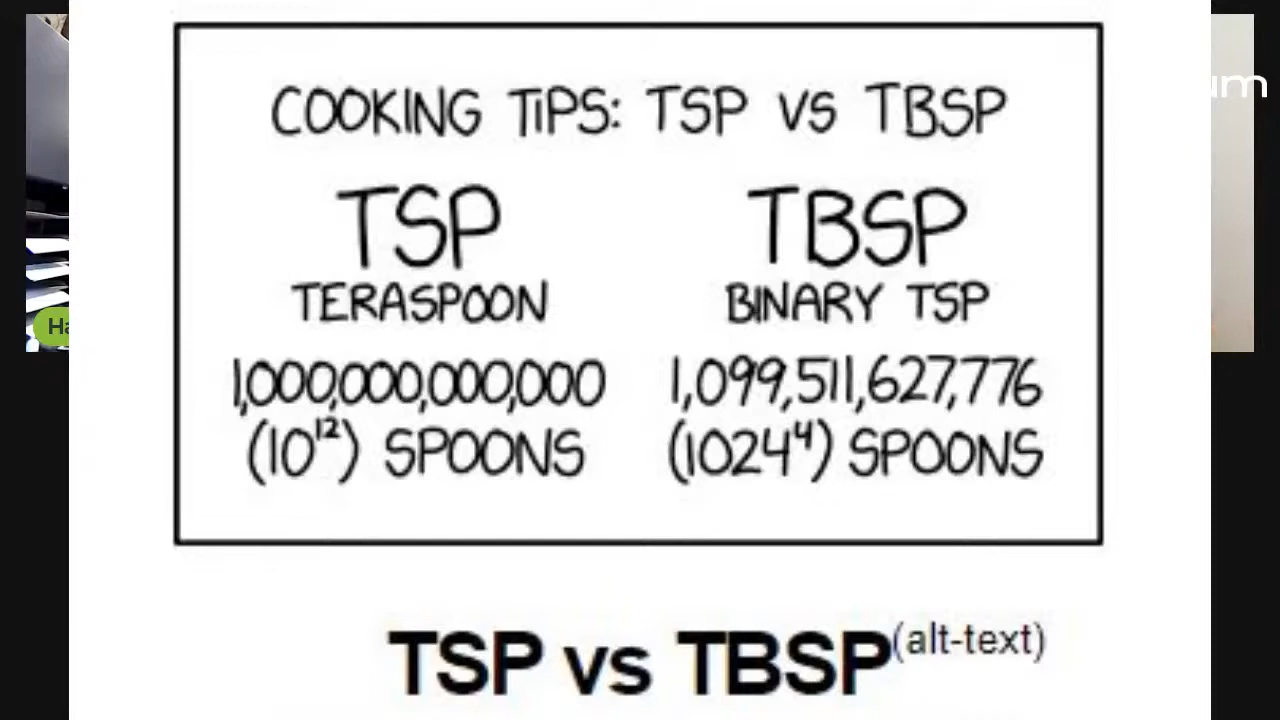 COOKING TIPS: TSP VS TBSP
TSP
TERASPOON
1,000,000,000,000
(10¹²) SPOONS
TBSP
BINARY TSP
1,099,511,627,776
(1024⁴) SPOONS
TSP vs TBSP(alt-text)